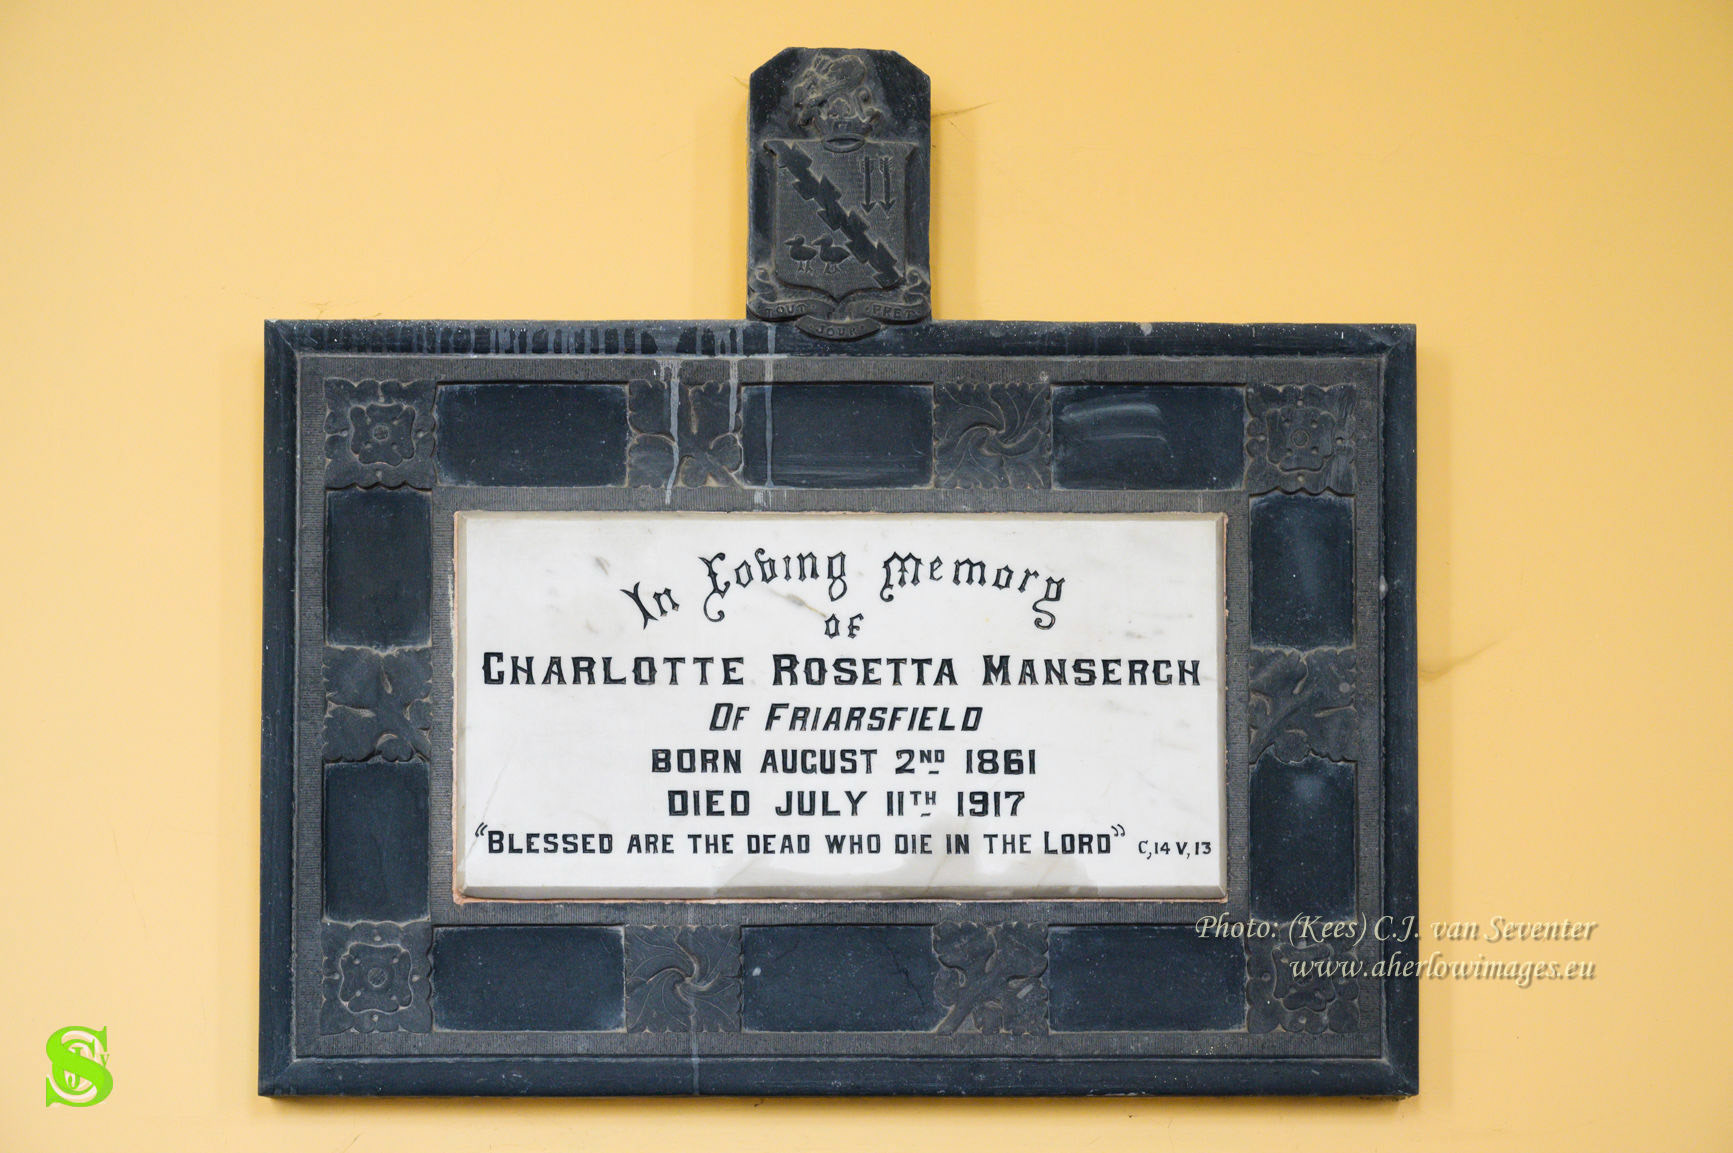 TOUT JOUR PRET
In Loving Memory
OF
CHARLOTTE ROSETTA MANSERGH
OF FRIARSFIELD
BORN AUGUST 2ND 1861
DIED JULY 11TH 1917
"BLESSED ARE THE DEAD WHO DIE IN THE LORD" C,14 V,13
Photo: (Kees) C.J. van Seventer
www.aherlowimages.eu